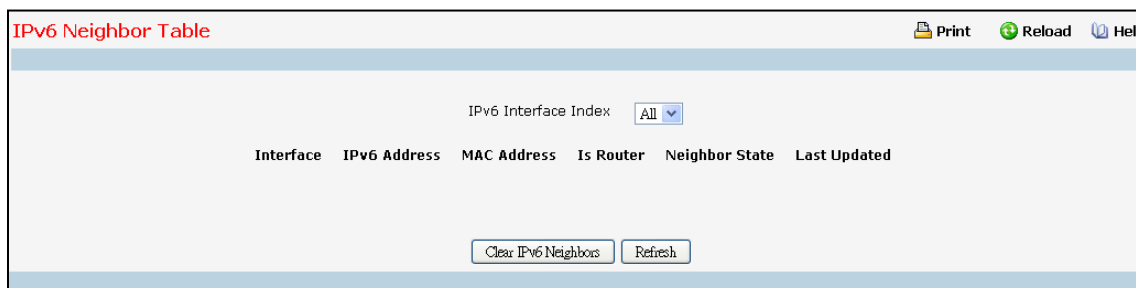 IPv6 Neighbor Table Print Reload Hel
IPv6 Interface Index All
Interface IPv6 Address MAC Address Is Router Neighbor State Last Updated
Clear IPv6 Neighbors Refresh